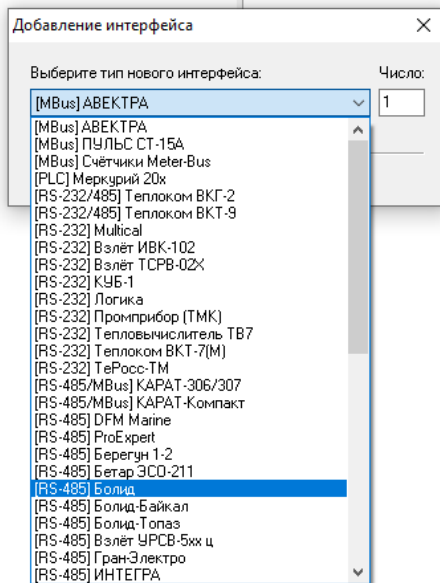 Добавление интерфейса
Выберите тип нового интерфейса: Число:
[MBus] АВЕКТРА 1
[MBus] АВЕКТРА
[MBus] ПУЛЬС СТ-15А
[MBus] Счётчики Meter-Bus
[PLC] Меркурий 20х
[RS-232/485] Теплоком ВКГ-2
[RS-232/485] Теплоком ВКТ-9
[RS-232] Multical
[RS-232] Взлёт ИВК-102
[RS-232] Взлёт ТСРВ-02Х
[RS-232] КУБ-1
[RS-232] Логика
[RS-232] Промприбор (ТМК)
[RS-232] Тепловычислитель ТВ7
[RS-232] Теплоком ВКТ-7(М)
[RS-232] ТеРосс-ТМ
[RS-485/MBus] КАРАТ-306/307
[RS-485/MBus] КАРАТ-Компакт
[RS-485] DFM Marine
[RS-485] ProExpert
[RS-485] Берегун 1-2
[RS-485] Бетар ЭСО-211
[RS-485] Болид
[RS-485] Болид-Байкал
[RS-485] Болид-Топаз
[RS-485] Взлёт УРСВ-5хх ц
[RS-485] Гран-Электро
[RS-485] ИНТЕГРА